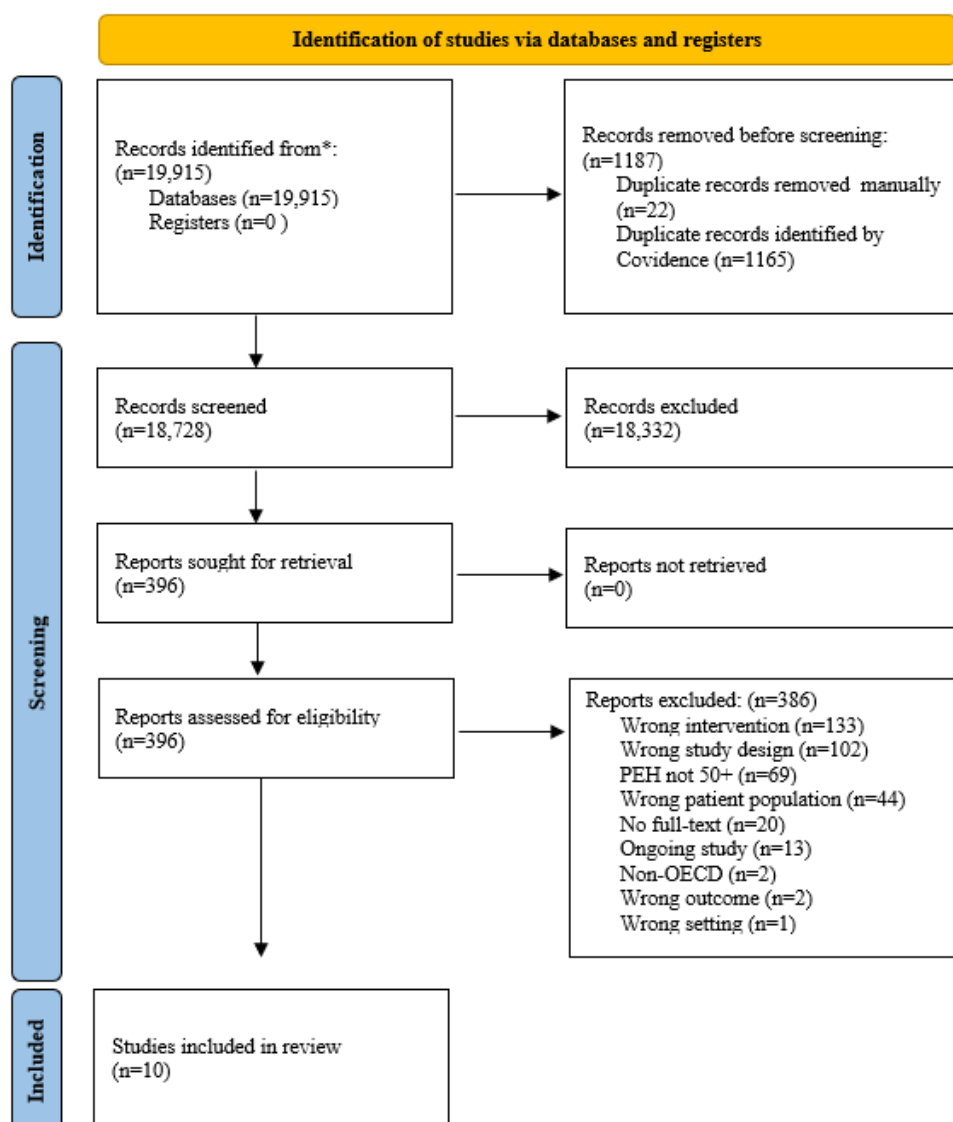 Identification of studies via databases and registers
Identification
Records identified from*:
(n=19,915)
Databases (n=19,915)
Registers (n=0 )
Records removed before screening:
(n=1187)
Duplicate records removed manually
(n=22)
Duplicate records identified by
Covidence (n=1165)
Screening
Records screened
(n=18,728)
Records excluded
(n=18,332)
Reports sought for retrieval
(n=396)
Reports not retrieved
(n=0)
Reports assessed for eligibility
(n=396)
Reports excluded: (n=386)
Wrong intervention (n=133)
Wrong study design (n=102)
PEH not 50+ (n=69)
Wrong patient population (n=44)
No full-text (n=20)
Ongoing study (n=13)
Non-OECD (n=2)
Wrong outcome (n=2)
Wrong setting (n=1)
Included
Studies included in review
(n=10)